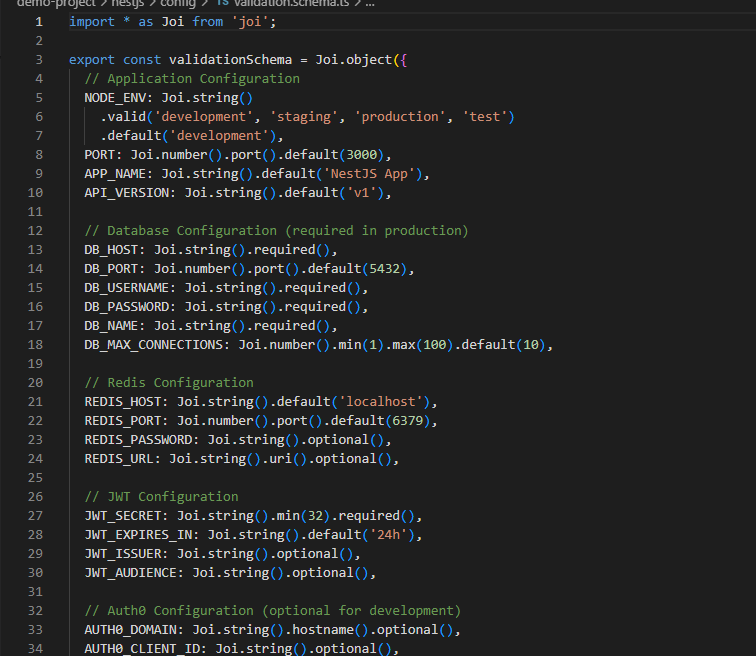 demo-project > nestjs > config > TS validation.schema.ts > ...
1 import * as Joi from 'joi';
2
3 export const validationSchema = Joi.object({
4 // Application Configuration
5 NODE_ENV: Joi.string()
6 .valid('development', 'staging', 'production', 'test')
7 .default('development'),
8 PORT: Joi.number().port().default(3000),
9 APP_NAME: Joi.string().default('NestJS App'),
10 API_VERSION: Joi.string().default('v1'),
11
12 // Database Configuration (required in production)
13 DB_HOST: Joi.string().required(),
14 DB_PORT: Joi.number().port().default(5432),
15 DB_USERNAME: Joi.string().required(),
16 DB_PASSWORD: Joi.string().required(),
17 DB_NAME: Joi.string().required(),
18 DB_MAX_CONNECTIONS: Joi.number().min(1).max(100).default(10),
19
20 // Redis Configuration
21 REDIS_HOST: Joi.string().default('localhost'),
22 REDIS_PORT: Joi.number().port().default(6379),
23 REDIS_PASSWORD: Joi.string().optional(),
24 REDIS_URL: Joi.string().uri().optional(),
25
26 // JWT Configuration
27 JWT_SECRET: Joi.string().min(32).required(),
28 JWT_EXPIRES_IN: Joi.string().default('24h'),
29 JWT_ISSUER: Joi.string().optional(),
30 JWT_AUDIENCE: Joi.string().optional(),
31
32 // Auth0 Configuration (optional for development)
33 AUTH0_DOMAIN: Joi.string().hostname().optional(),
34 AUTH0_CLIENT_ID: Joi.string().optional(),